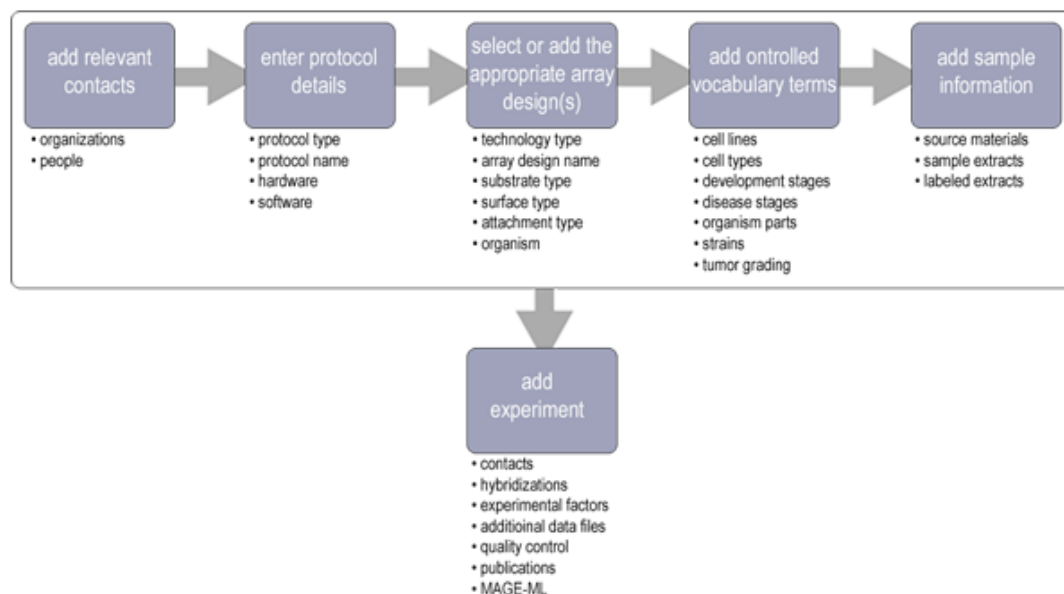 add relevant
contacts
• organizations
• people
enter protocol
details
• protocol type
• protocol name
• hardware
• software
select or add the
appropriate array
design(s)
• technology type
• array design name
• substrate type
• surface type
• attachment type
• organism
add ontrolled
vocabulary terms
• cell lines
• cell types
• development stages
• disease stages
• organism parts
• strains
• tumor grading
add sample
information
• source materials
• sample extracts
• labeled extracts
add
experiment
• contacts
• hybridizations
• experimental factors
• additioinal data files
• quality control
• publications
• MAGE-ML